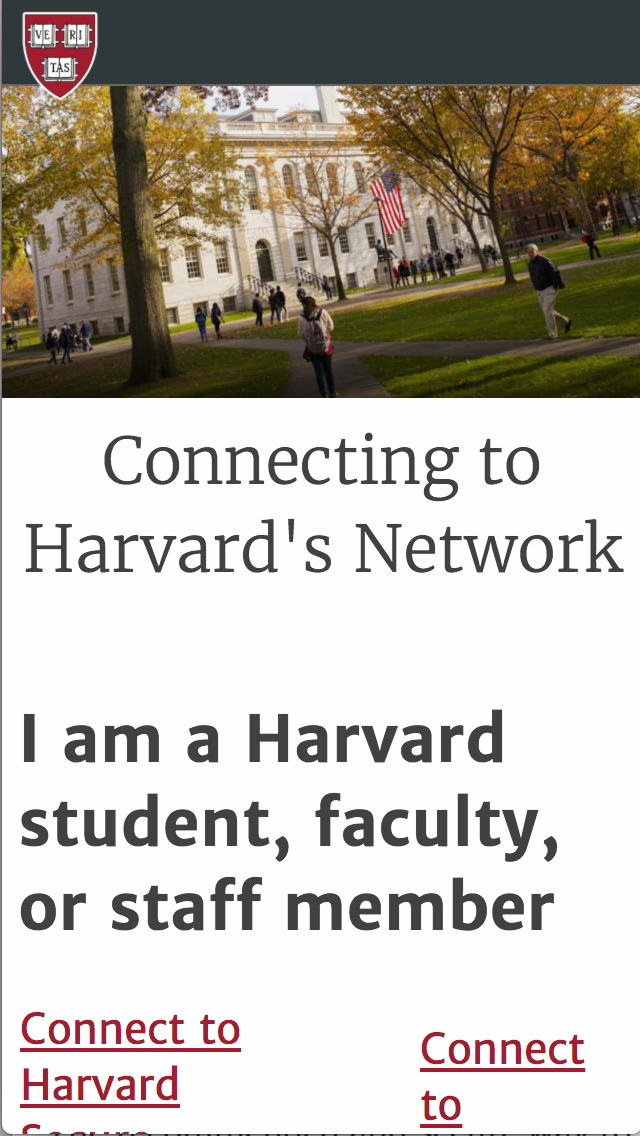 VE RI
TAS
Connecting to
Harvard's Network
I am a Harvard
student, faculty,
or staff member
Connect to
Harvard
Secure
Connect
to